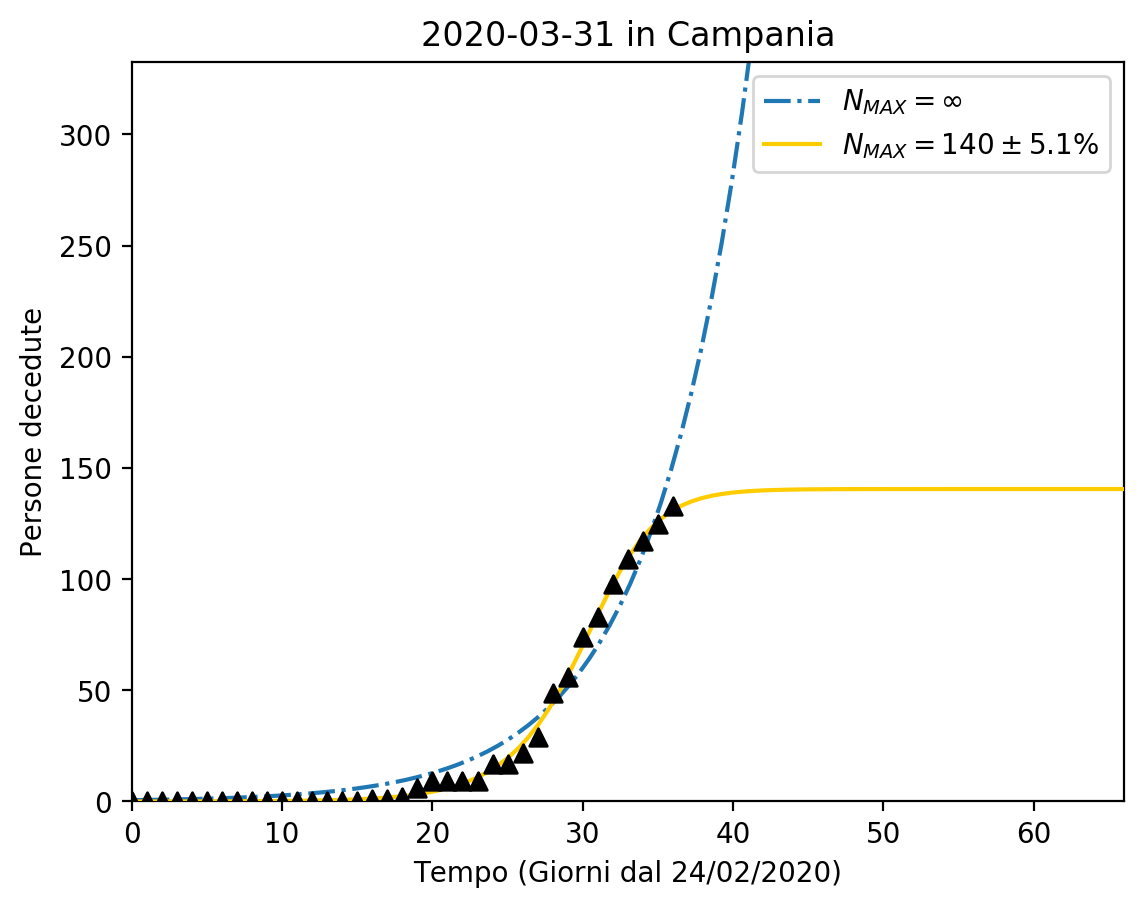 2020-03-31 in Campania
N_MAX = ∞
N_MAX = 140 ± 5.1%
Persone decedute
300
250
200
150
100
50
0
0 10 20 30 40 50 60
Tempo (Giorni dal 24/02/2020)